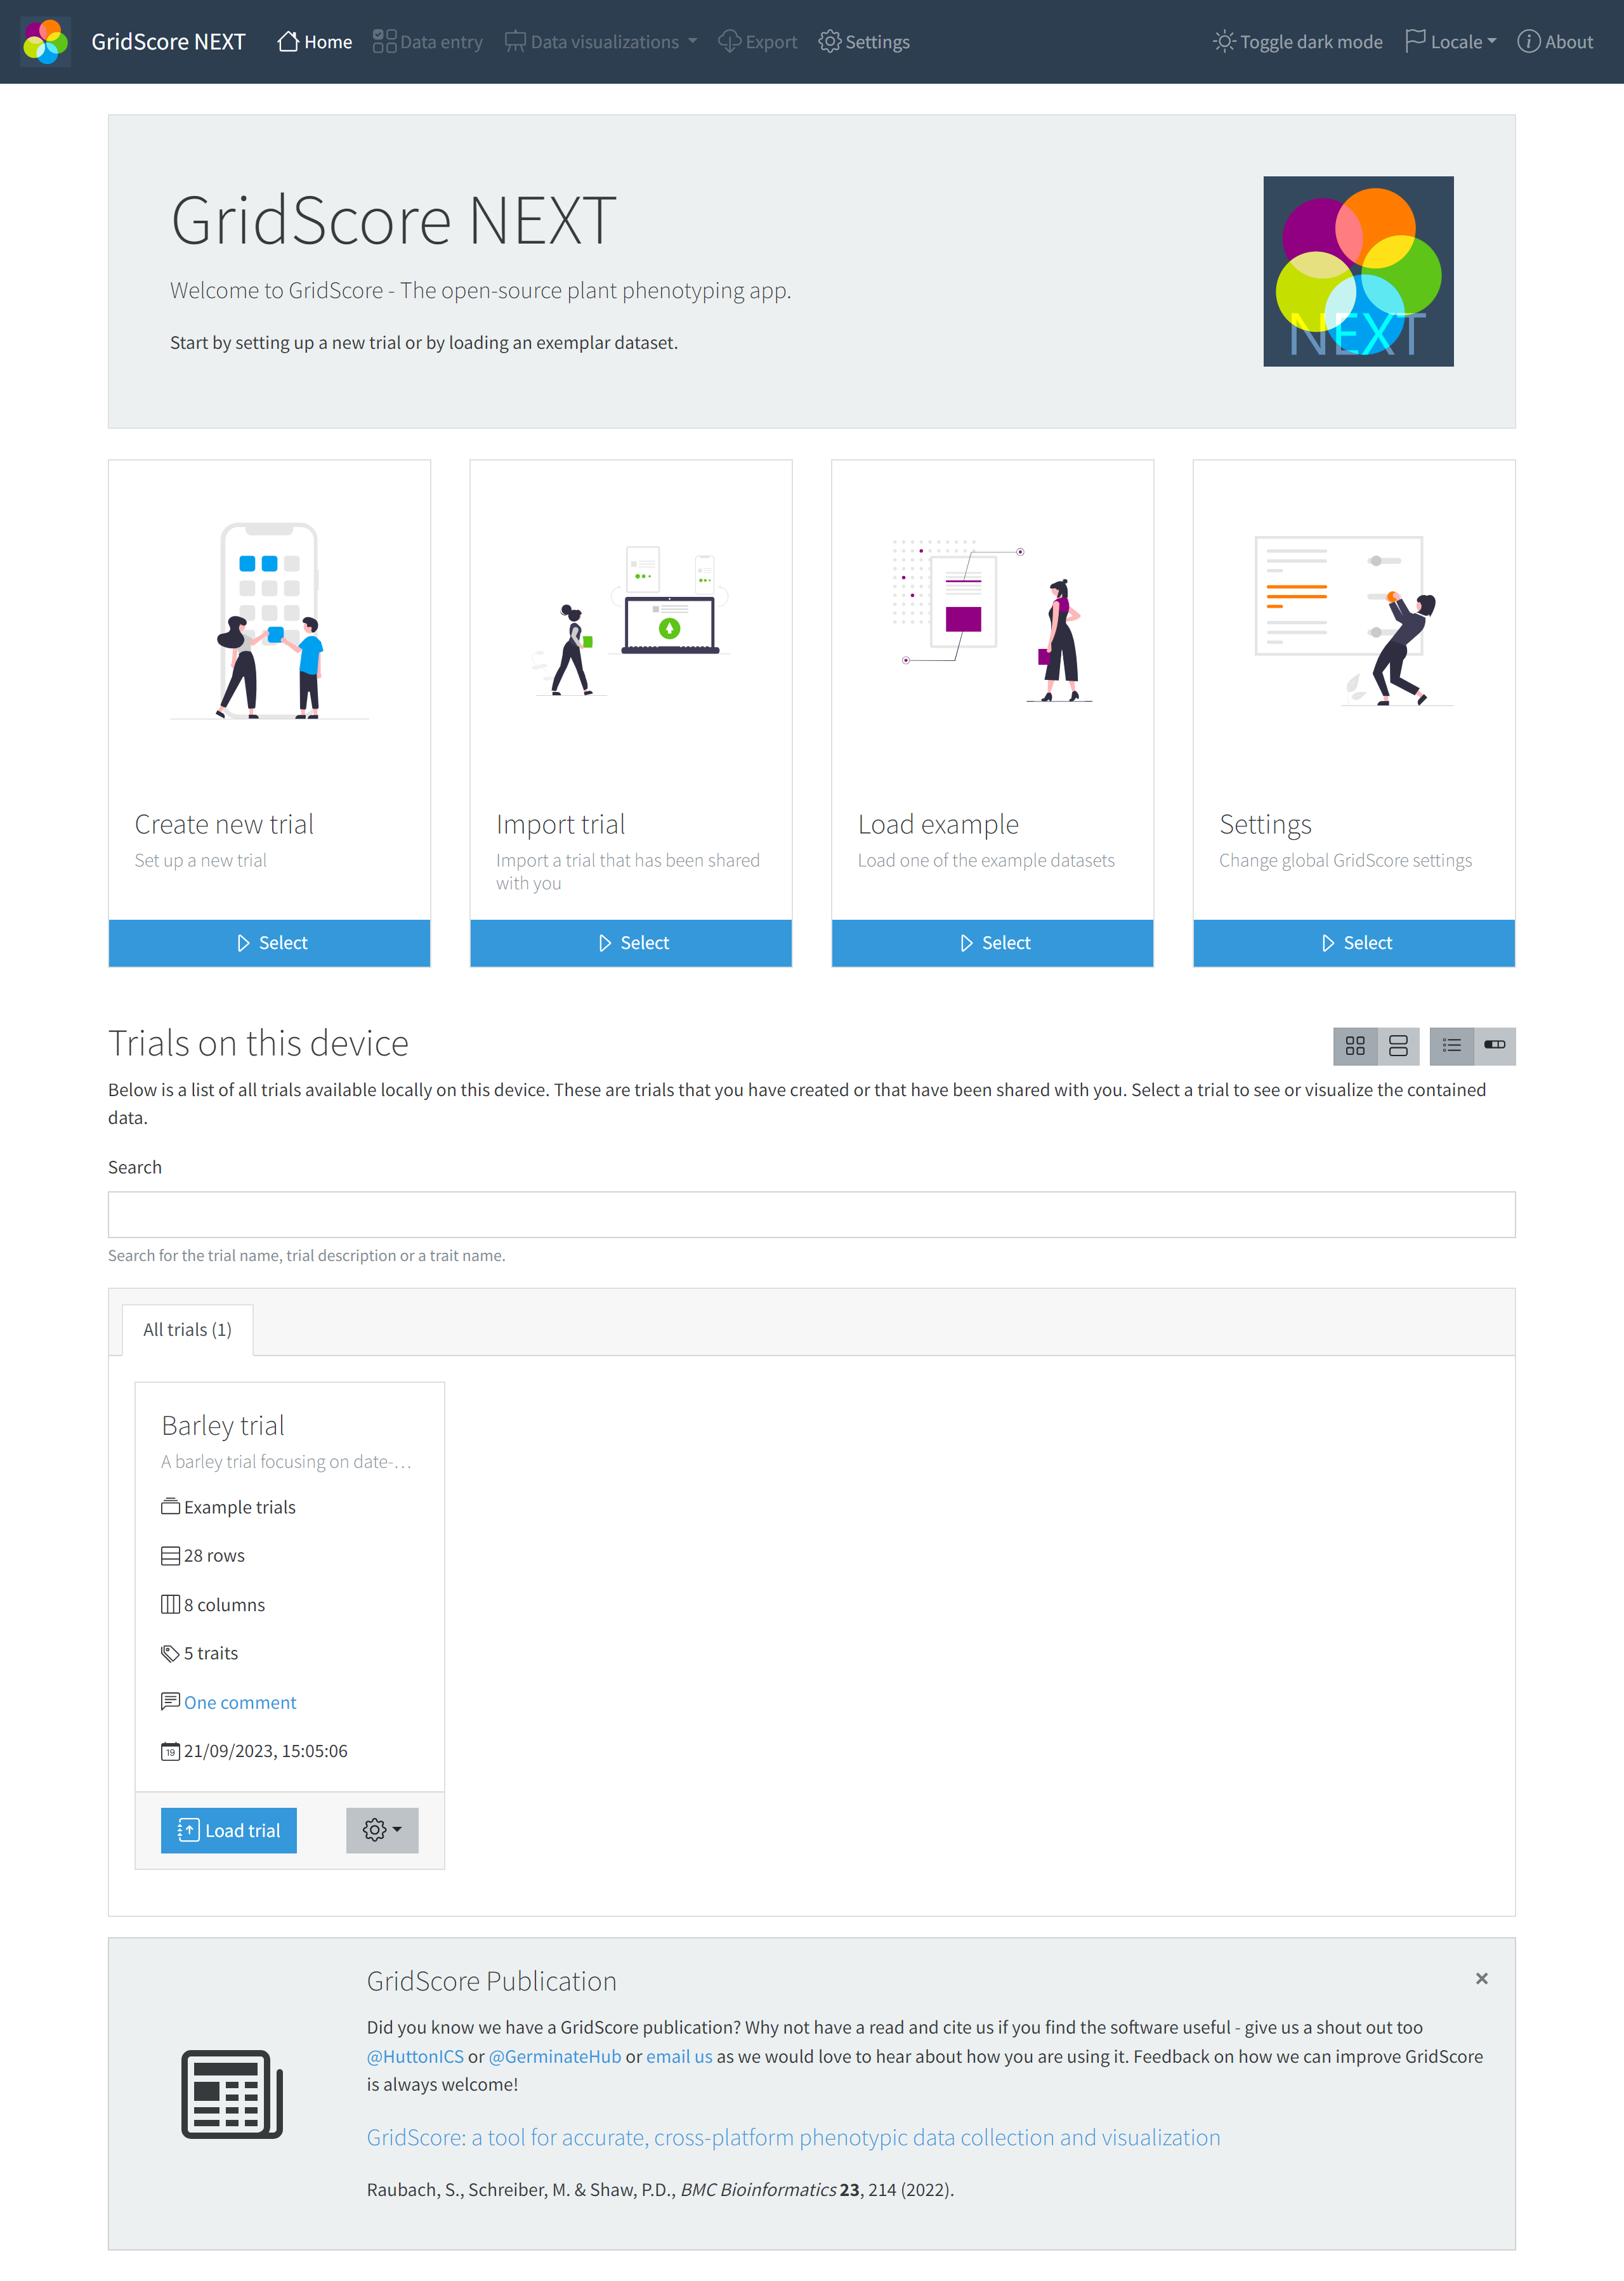 GridScore NEXT
Home
Data entry
Data visualizations
Export
Settings
Toggle dark mode
Locale
About
GridScore NEXT
Welcome to GridScore - The open-source plant phenotyping app.
Start by setting up a new trial or by loading an exemplar dataset.
NEXT
Create new trial
Set up a new trial
Select
Import trial
Import a trial that has been shared
with you
Select
Load example
Load one of the example datasets
Select
Settings
Change global GridScore settings
Select
Trials on this device
Below is a list of all trials available locally on this device. These are trials that you have created or that have been shared with you. Select a trial to see or visualize the contained
data.
Search
Search for the trial name, trial description or a trait name.
All trials (1)
Barley trial
A barley trial focusing on date-...
Example trials
28 rows
8 columns
5 traits
One comment
19
21/09/2023, 15:05:06
Load trial
GridScore Publication
Did you know we have a GridScore publication? Why not have a read and cite us if you find the software useful - give us a shout out too
@HuttonICS or @GerminateHub or email us as we would love to hear about how you are using it. Feedback on how we can improve GridScore
is always welcome!
GridScore: a tool for accurate, cross-platform phenotypic data collection and visualization
Raubach, S., Schreiber, M. & Shaw, P.D., BMC Bioinformatics 23, 214 (2022).